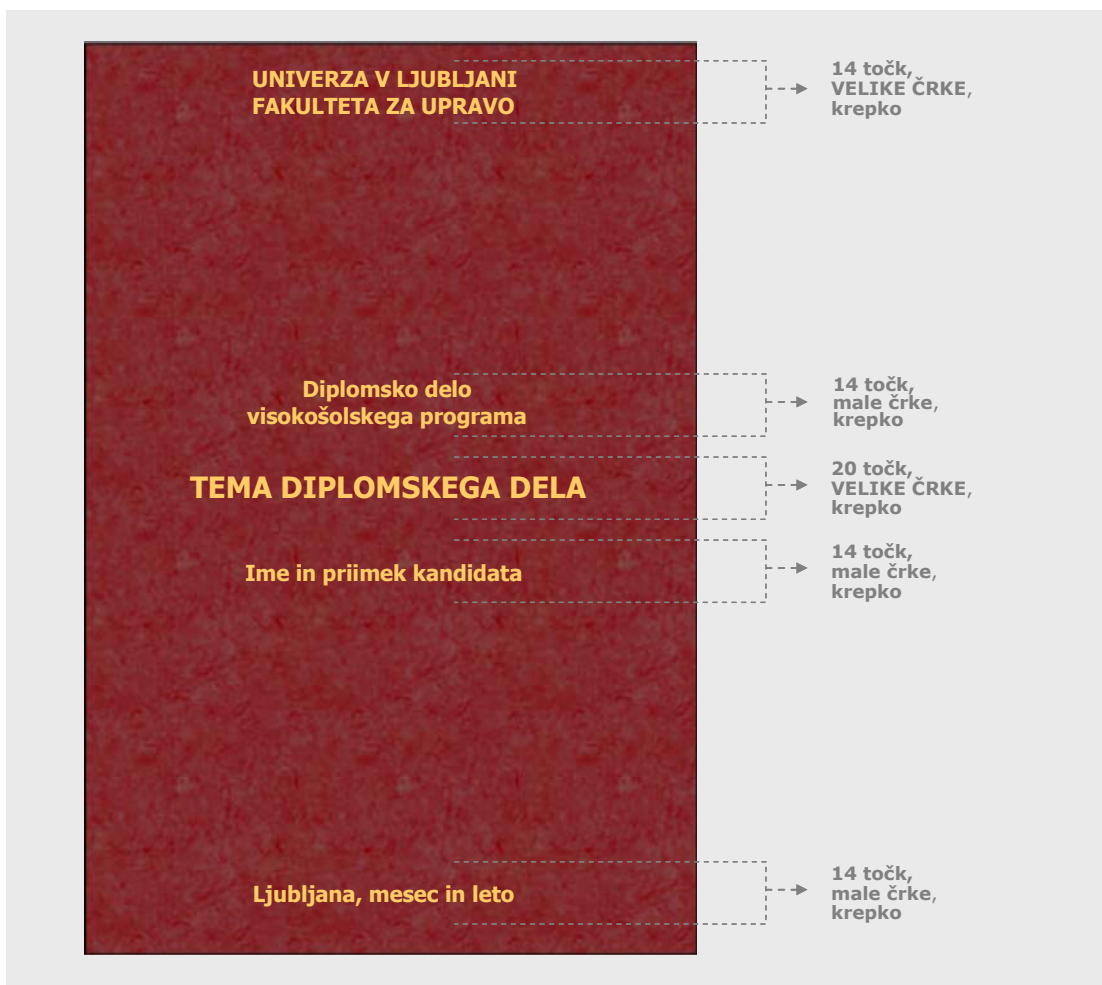 UNIVERZA V LJUBLJANI
FAKULTETA ZA UPRAVO
14 točk,
VELIKE ČRKE,
krepko
Diplomsko delo
visokošolskega programa
14 točk,
male črke,
krepko
TEMA DIPLOMSKEGA DELA
20 točk,
VELIKE ČRKE,
krepko
Ime in priimek kandidata
14 točk,
male črke,
krepko
Ljubljana, mesec in leto
14 točk,
male črke,
krepko